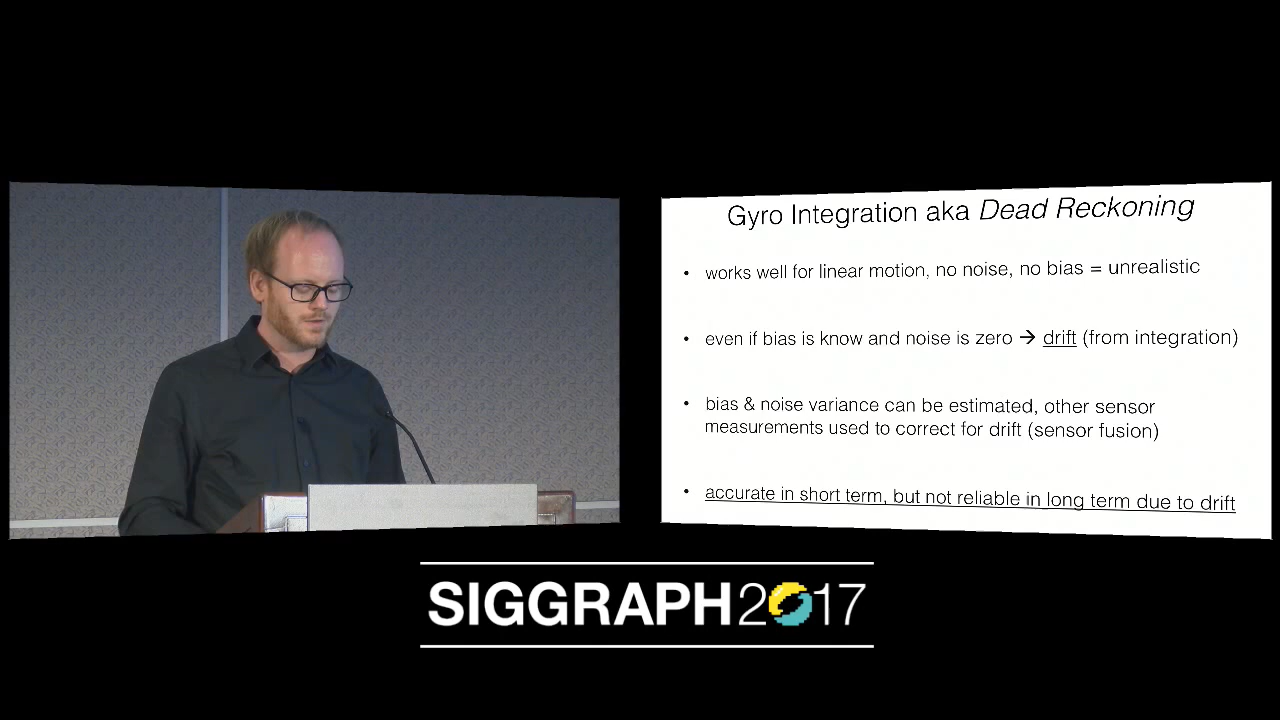 Gyro Integration aka Dead Reckoning
• works well for linear motion, no noise, no bias = unrealistic
• even if bias is know and noise is zero → drift (from integration)
• bias & noise variance can be estimated, other sensor
measurements used to correct for drift (sensor fusion)
• accurate in short term, but not reliable in long term due to drift
SIGGRAPH2017